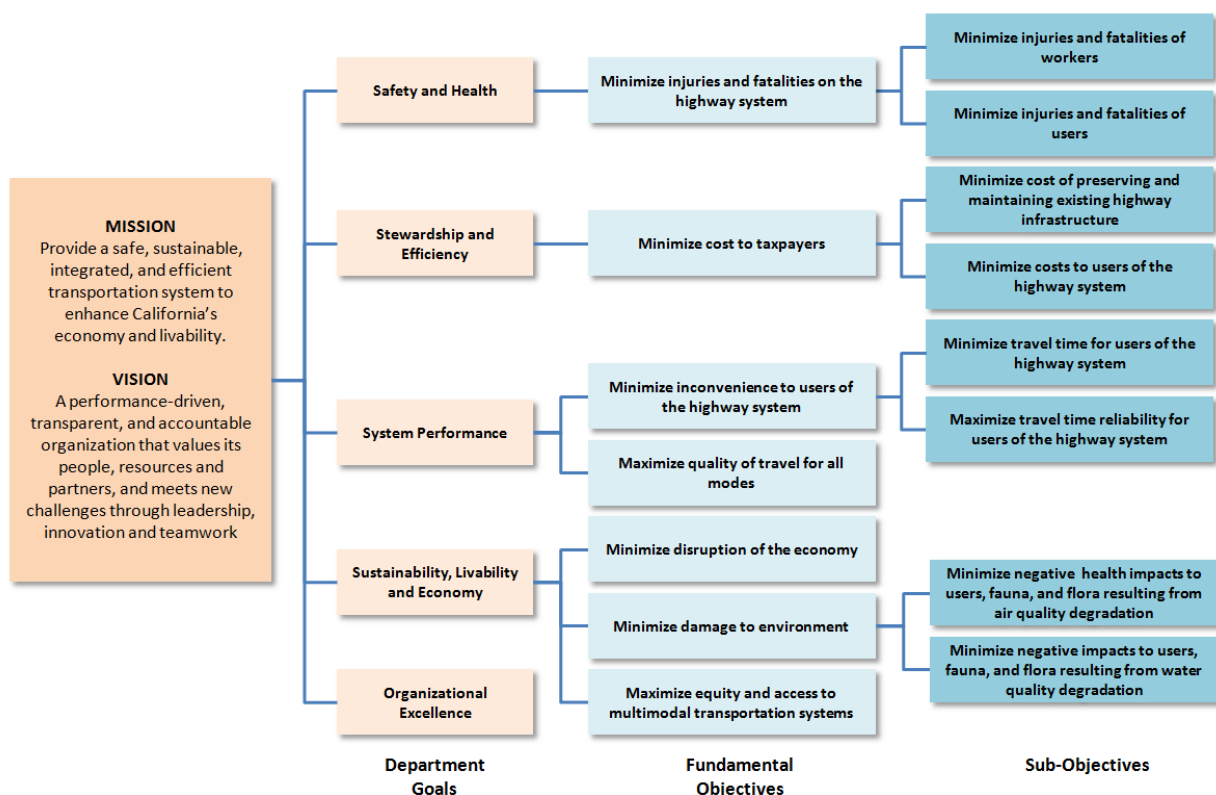 MISSION
Provide a safe, sustainable,
integrated, and efficient
transportation system to
enhance California's
economy and livability.
VISION
A performance-driven,
transparent, and accountable
organization that values its
people, resources and
partners, and meets new
challenges through leadership,
innovation and teamwork
Safety and Health
Stewardship and
Efficiency
System Performance
Sustainability, Livability
and Economy
Organizational
Excellence
Department
Goals
Minimize injuries and fatalities on the
highway system
Minimize cost to taxpayers
Minimize inconvenience to users of
the highway system
Maximize quality of travel for all
modes
Minimize disruption of the economy
Minimize damage to environment
Maximize equity and access to
multimodal transportation systems
Fundamental
Objectives
Minimize injuries and fatalities of
workers
Minimize injuries and fatalities of
users
Minimize cost of preserving and
maintaining existing highway
infrastructure
Minimize costs to users of the
highway system
Minimize travel time for users of the
highway system
Maximize travel time reliability for
users of the highway system
Minimize negative health impacts to
users, fauna, and flora resulting from
air quality degradation
Minimize negative impacts to users,
fauna, and flora resulting from water
quality degradation
Sub-Objectives